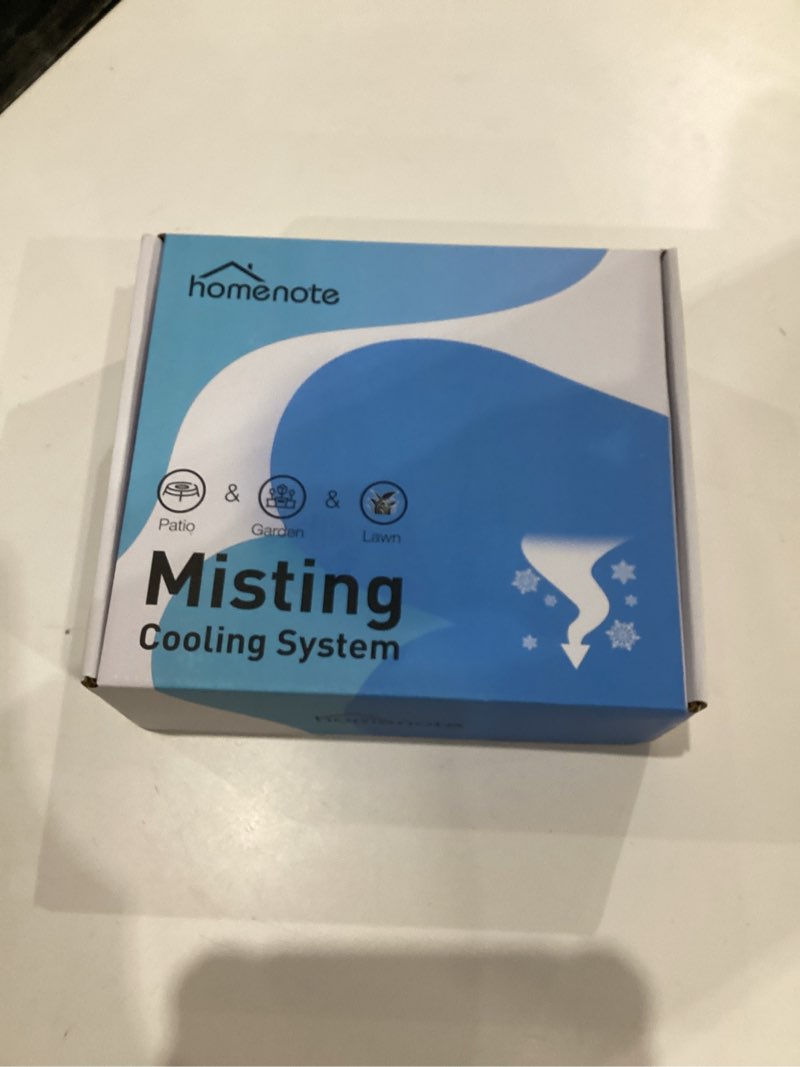 homenote
Patio & Garden & Lawn
Misting
Cooling System
homenote